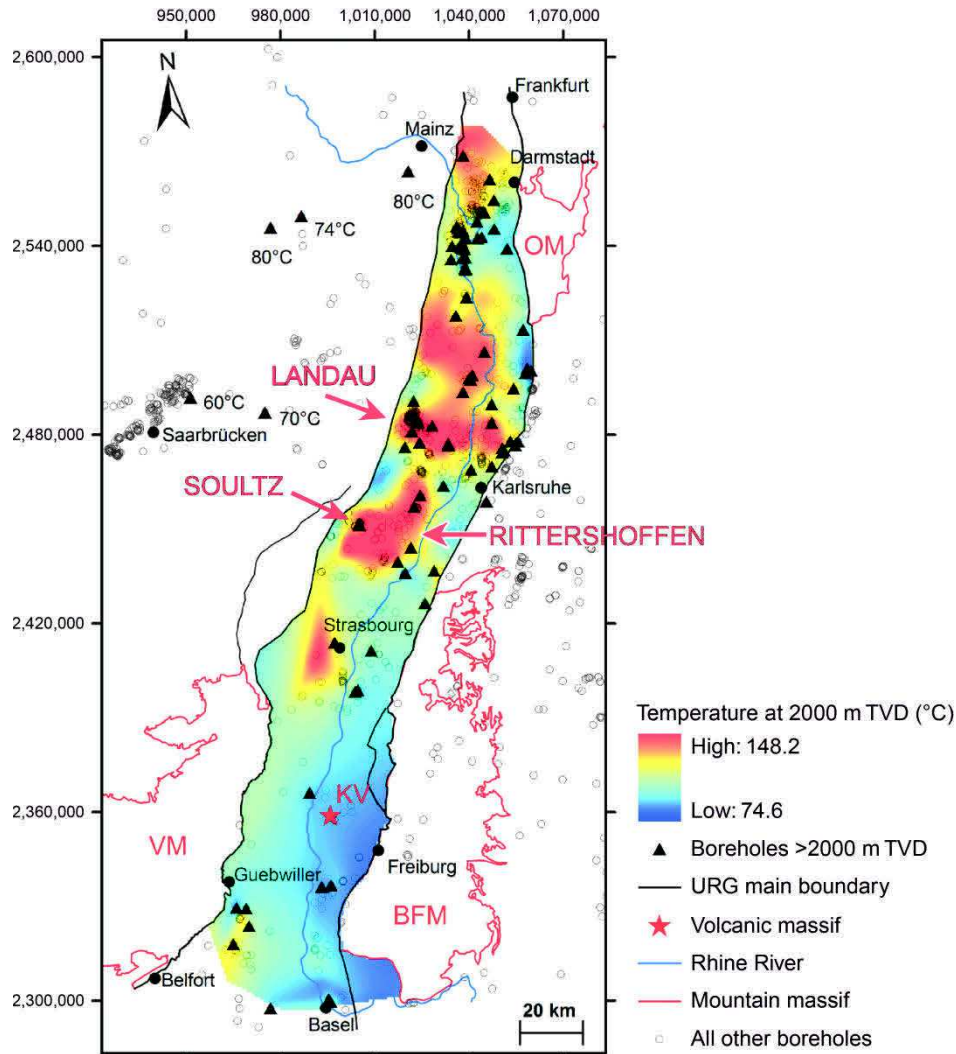 950,000 980,000 1,010,000 1,040,000 1,070,000
2,600,000
N
Frankfurt
Mainz
Darmstadt
80°C
74°C
80°C
2,540,000
OM
LANDAU
60°C
70°C
2,480,000
Saarbrücken
SOULTZ
Karlsruhe
RITTERSHOFFEN
2,420,000
Strasbourg
2,360,000
KV
VM
Guebwiller
Freiburg
BFM
Belfort
2,300,000
Basel
20 km
Temperature at 2000 m TVD (°C)
High: 148.2
Low: 74.6
Boreholes >2000 m TVD
URG main boundary
Volcanic massif
Rhine River
Mountain massif
All other boreholes